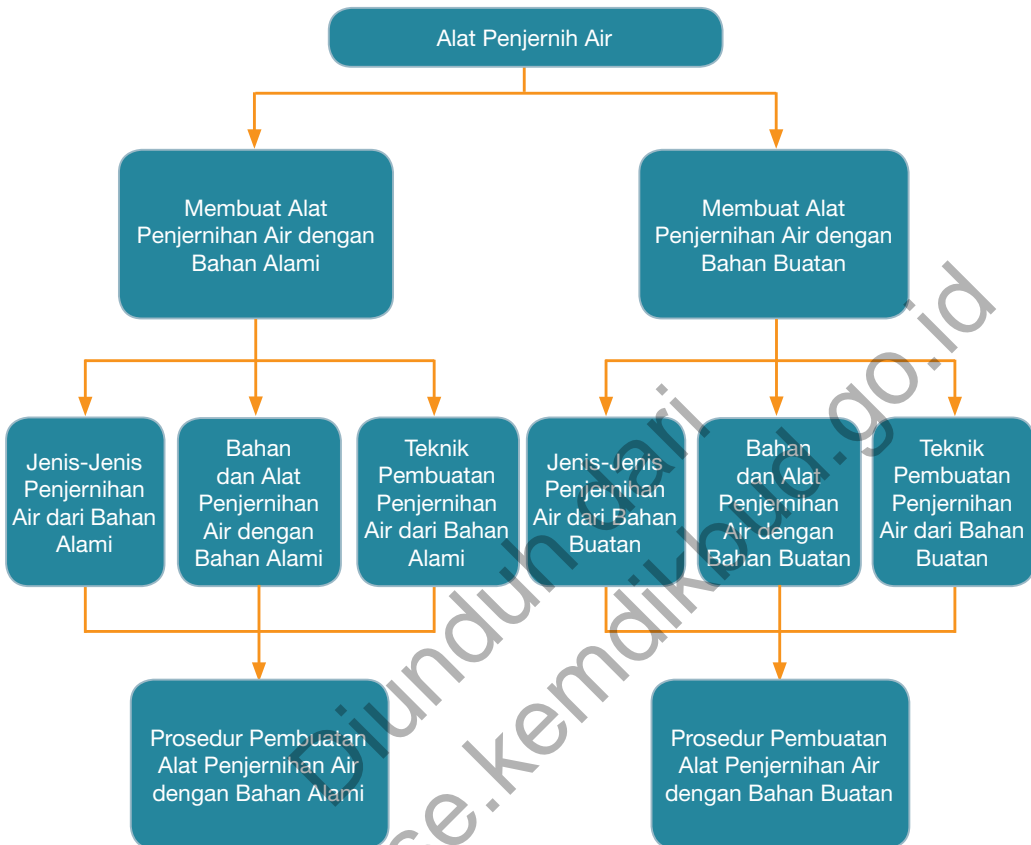 Alat Penjernih Air
Membuat Alat
Penjernihan Air dengan
Bahan Alami
Membuat Alat
Penjernihan Air dengan
Bahan Buatan
Jenis-Jenis
Penjernihan
Air dari Bahan
Alami
Bahan
dan Alat
Penjernihan
Air dengan
Bahan Alami
Teknik
Pembuatan
Penjernihan
Air dari Bahan
Alami
Jenis-Jenis
Penjernihan
Air dari Bahan
Buatan
Bahan
dan Alat
Penjernihan
Air dengan
Bahan Buatan
Teknik
Pembuatan
Penjernihan
Air dari Bahan
Buatan
Prosedur Pembuatan
Alat Penjernihan Air
dengan Bahan Alami
Prosedur Pembuatan
Alat Penjernihan Air
dengan Bahan Buatan
Diunduh dari
se.kemdikbud.go.id